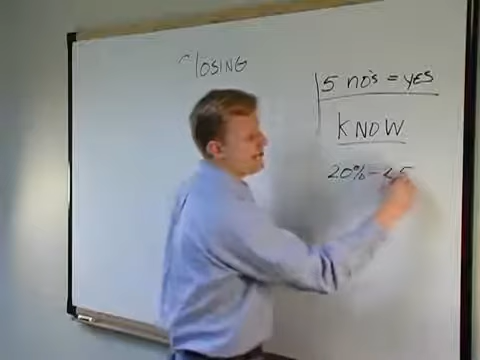 CLOSING
5 no's = yes
KNOW
20% - 25